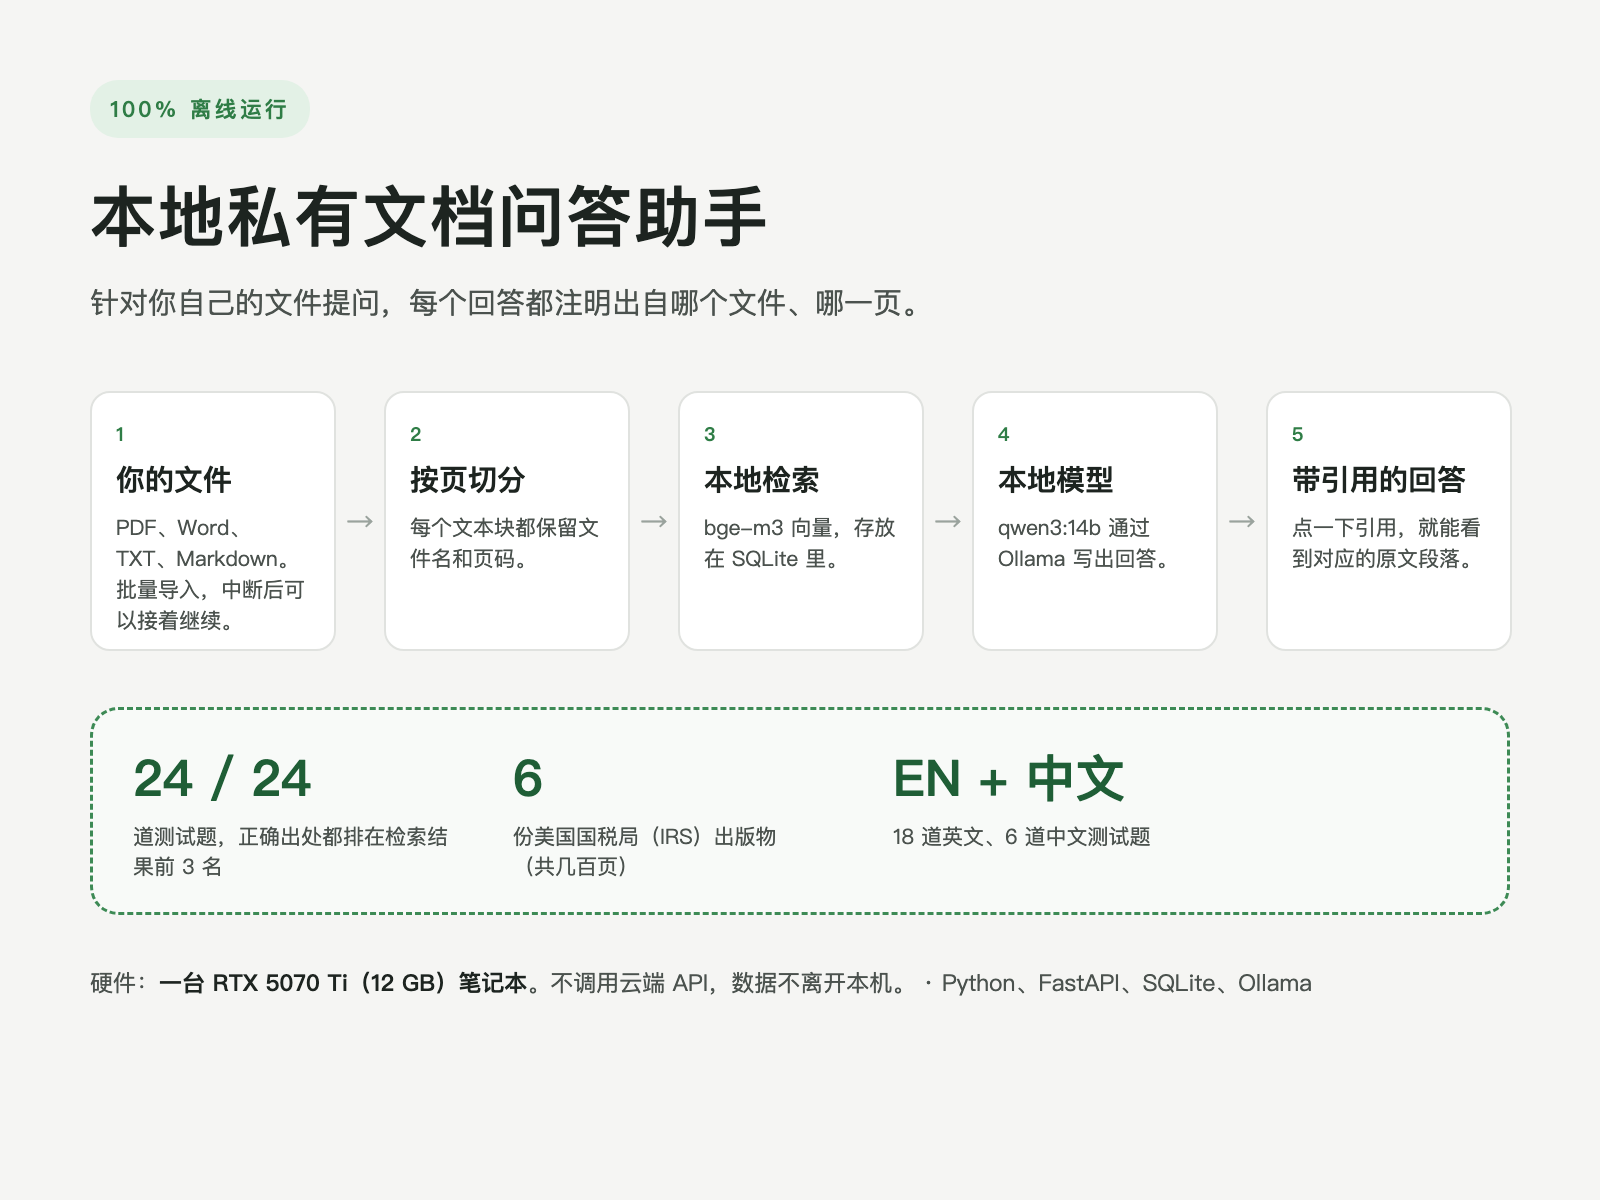 100% 离线运行
本地私有文档问答助手
针对你自己的文件提问，每个回答都注明出自哪个文件、哪一页。
1
你的文件
PDF、Word、
TXT、Markdown。
批量导入，中断后可
以接着继续。
→
2
按页切分
每个文本块都保留文
件名和页码。
→
3
本地检索
bge-m3 向量，存放
在 SQLite 里。
→
4
本地模型
qwen3:14b 通过
Ollama 写出回答。
→
5
带引用的回答
点一下引用，就能看
到对应的原文段落。
24 / 24
道测试题，正确出处都排在检索结
果前 3 名
6
份美国国税局（IRS）出版物
（共几百页）
EN + 中文
18 道英文、6 道中文测试题
硬件：一台 RTX 5070 Ti（12 GB）笔记本。不调用云端 API，数据不离开本机。 · Python、FastAPI、SQLite、Ollama